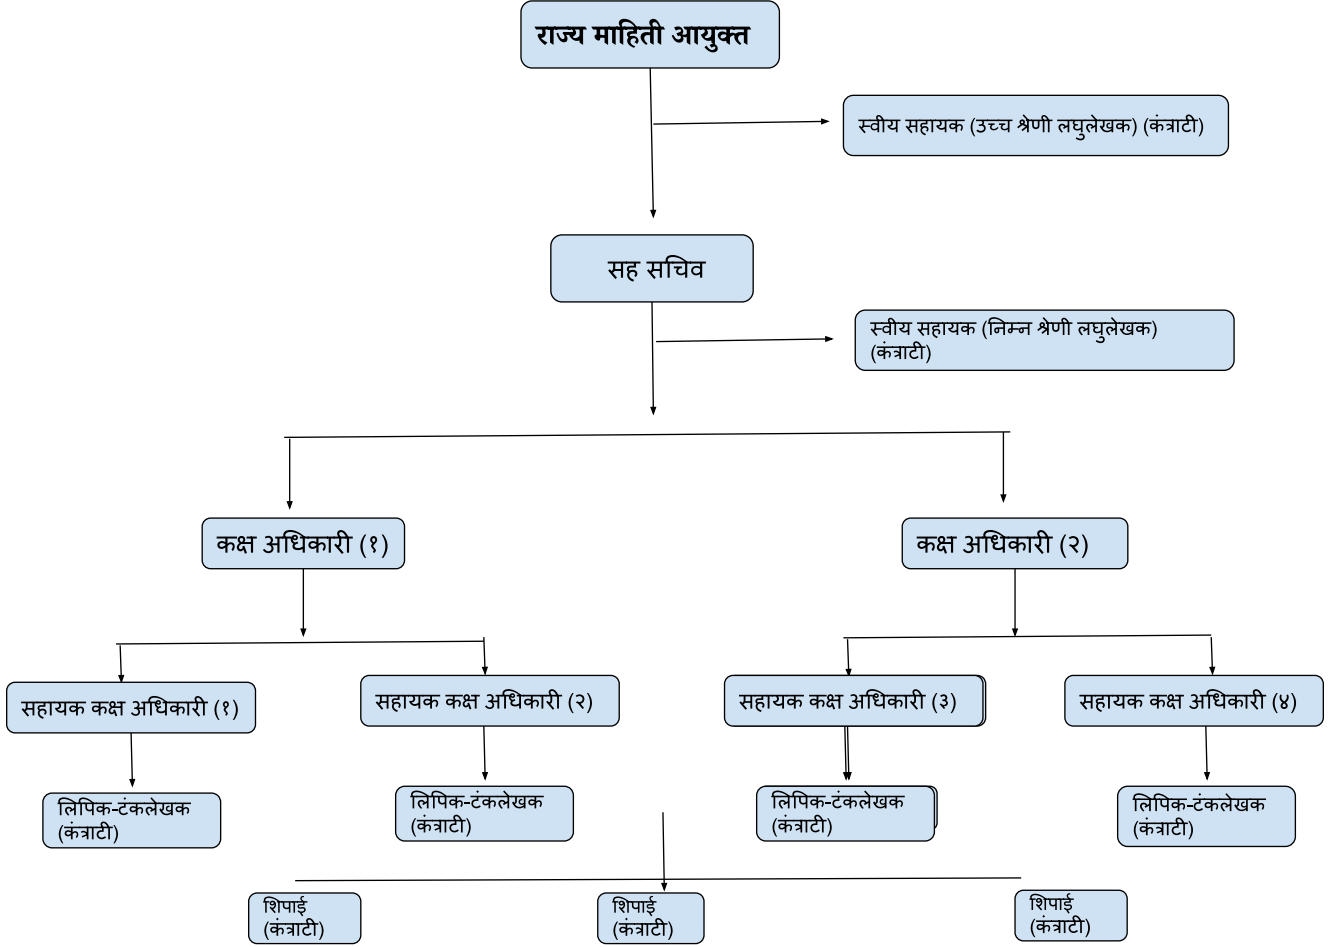 राज्य माहिती आयुक्त
स्वीय सहायक (उच्च श्रेणी लघुलेखक) (कंत्राटी)
सह सचिव
स्वीय सहायक (निम्न श्रेणी लघुलेखक)
(कंत्राटी)
कक्ष अधिकारी (१)
कक्ष अधिकारी (२)
सहायक कक्ष अधिकारी (१)
सहायक कक्ष अधिकारी (२)
सहायक कक्ष अधिकारी (३)
सहायक कक्ष अधिकारी (४)
लिपिक-टंकलेखक
(कंत्राटी)
लिपिक-टंकलेखक
(कंत्राटी)
लिपिक-टंकलेखक
(कंत्राटी)
लिपिक-टंकलेखक
(कंत्राटी)
शिपाई
(कंत्राटी)
शिपाई
(कंत्राटी)
शिपाई
(कंत्राटी)